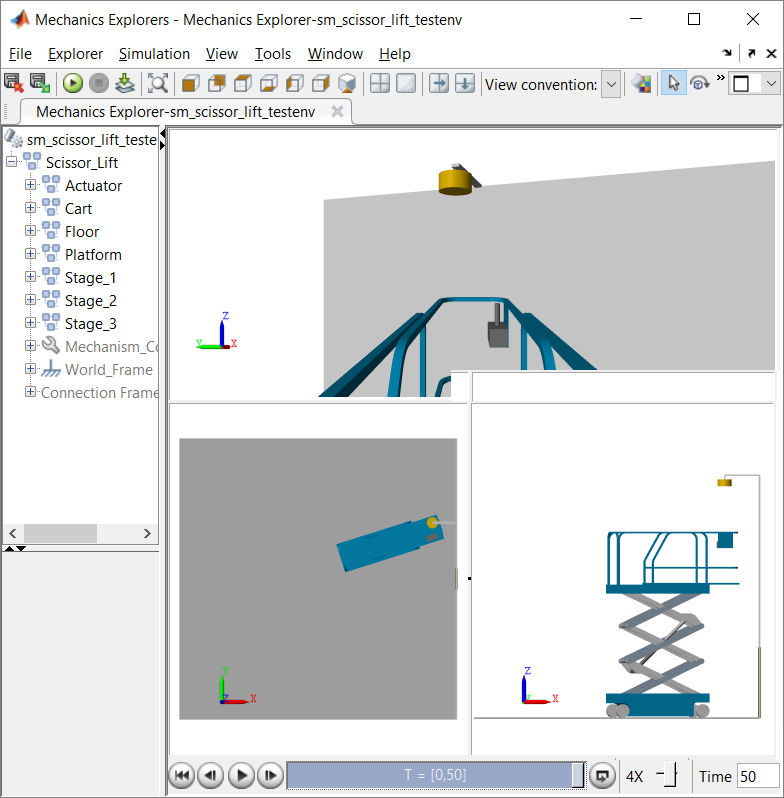 Mechanics Explorers - Mechanics Explorer-sm_scissor_lift_testenv
File Explorer Simulation View Tools Window Help
View convention:
Mechanics Explorer-sm_scissor_lift_testenv
sm_scissor_lift_teste
Scissor_Lift
Actuator
Cart
Floor
Platform
Stage_1
Stage_2
Stage_3
Mechanism_Co
World_Frame
Connection Frame
Z
Y X
Y
Z X
Z
Y X
T = [0,50]
4X
Time 50